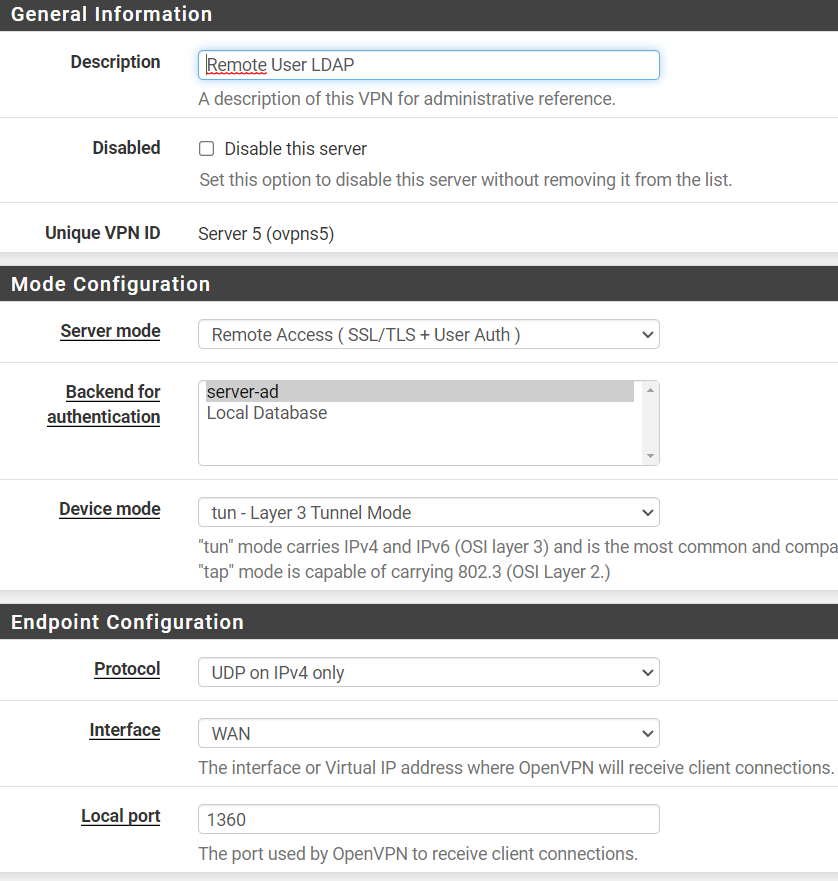 General Information
Description
Remote User LDAP
A description of this VPN for administrative reference.
Disabled
Disable this server
Set this option to disable this server without removing it from the list.
Unique VPN ID
Server 5 (ovpns5)
Mode Configuration
Server mode
Remote Access ( SSL/TLS + User Auth )
Backend for
authentication
server-ad
Local Database
Device mode
tun - Layer 3 Tunnel Mode
"tun" mode carries IPv4 and IPv6 (OSI layer 3) and is the most common and compa
"tap" mode is capable of carrying 802.3 (OSI Layer 2.)
Endpoint Configuration
Protocol
UDP on IPv4 only
Interface
WAN
The interface or Virtual IP address where OpenVPN will receive client connections.
Local port
1360
The port used by OpenVPN to receive client connections.